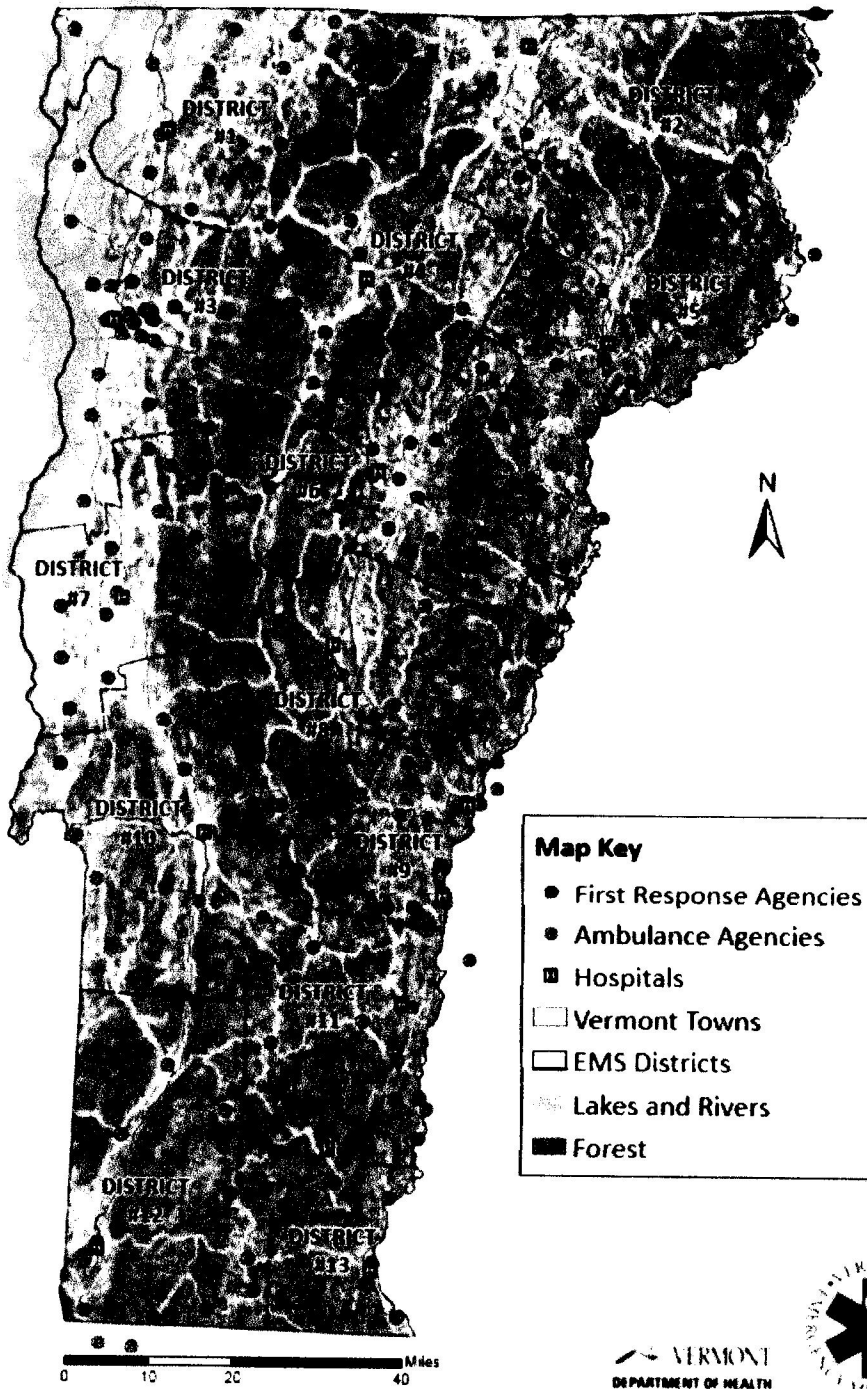 DISTRICT
#1
DISTRICT
#2
DISTRICT
#3
DISTRICT
#4
DISTRICT
#5
DISTRICT
#6
N
DISTRICT
#7
DISTRICT
#8
DISTRICT
#10
DISTRICT
#9
Map Key
First Response Agencies
Ambulance Agencies
Hospitals
Vermont Towns
EMS Districts
Lakes and Rivers
Forest
DISTRICT
#11
DISTRICT
#12
DISTRICT
#13
Miles
0 10 20 40
VERMONT
DEPARTMENT OF HEALTH